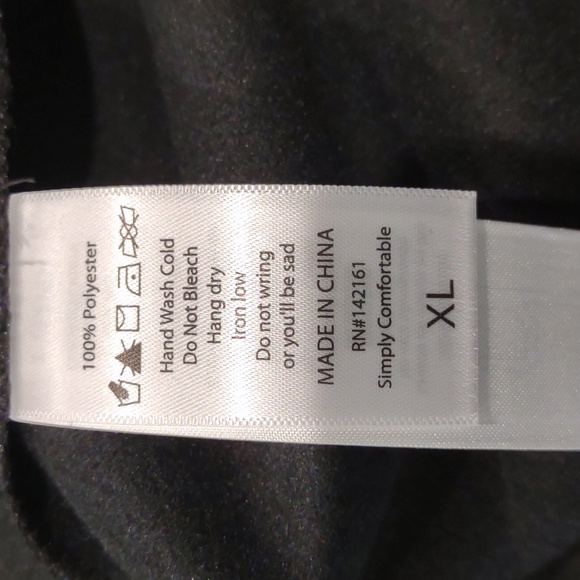 100% Polyester
Hand Wash Cold
Do Not Bleach
Hang dry
Iron low
Do not wring
or you'll be sad
MADE IN CHINA
RN#142161
Simply Comfortable
XL